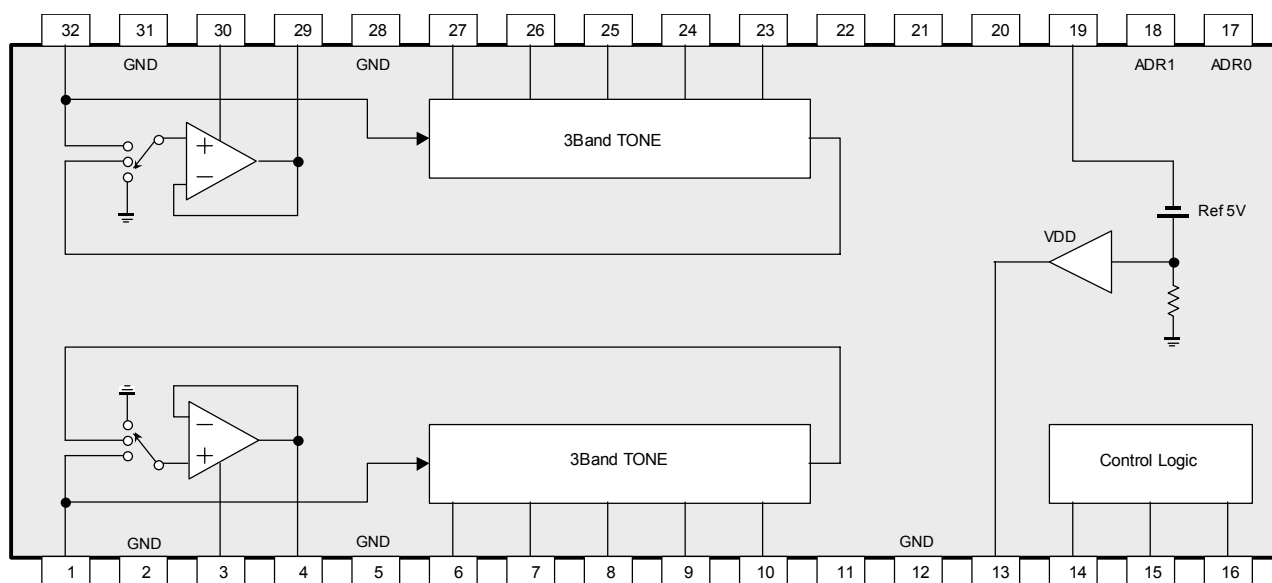 32 31 30 29 28 27 26 25 24 23 22 21 20 19 18 17
GND GND ADR1 ADR0
3Band TONE
+
−
Ref 5V
VDD
−
+
3Band TONE
Control Logic
GND GND GND
1 2 3 4 5 6 7 8 9 10 11 12 13 14 15 16